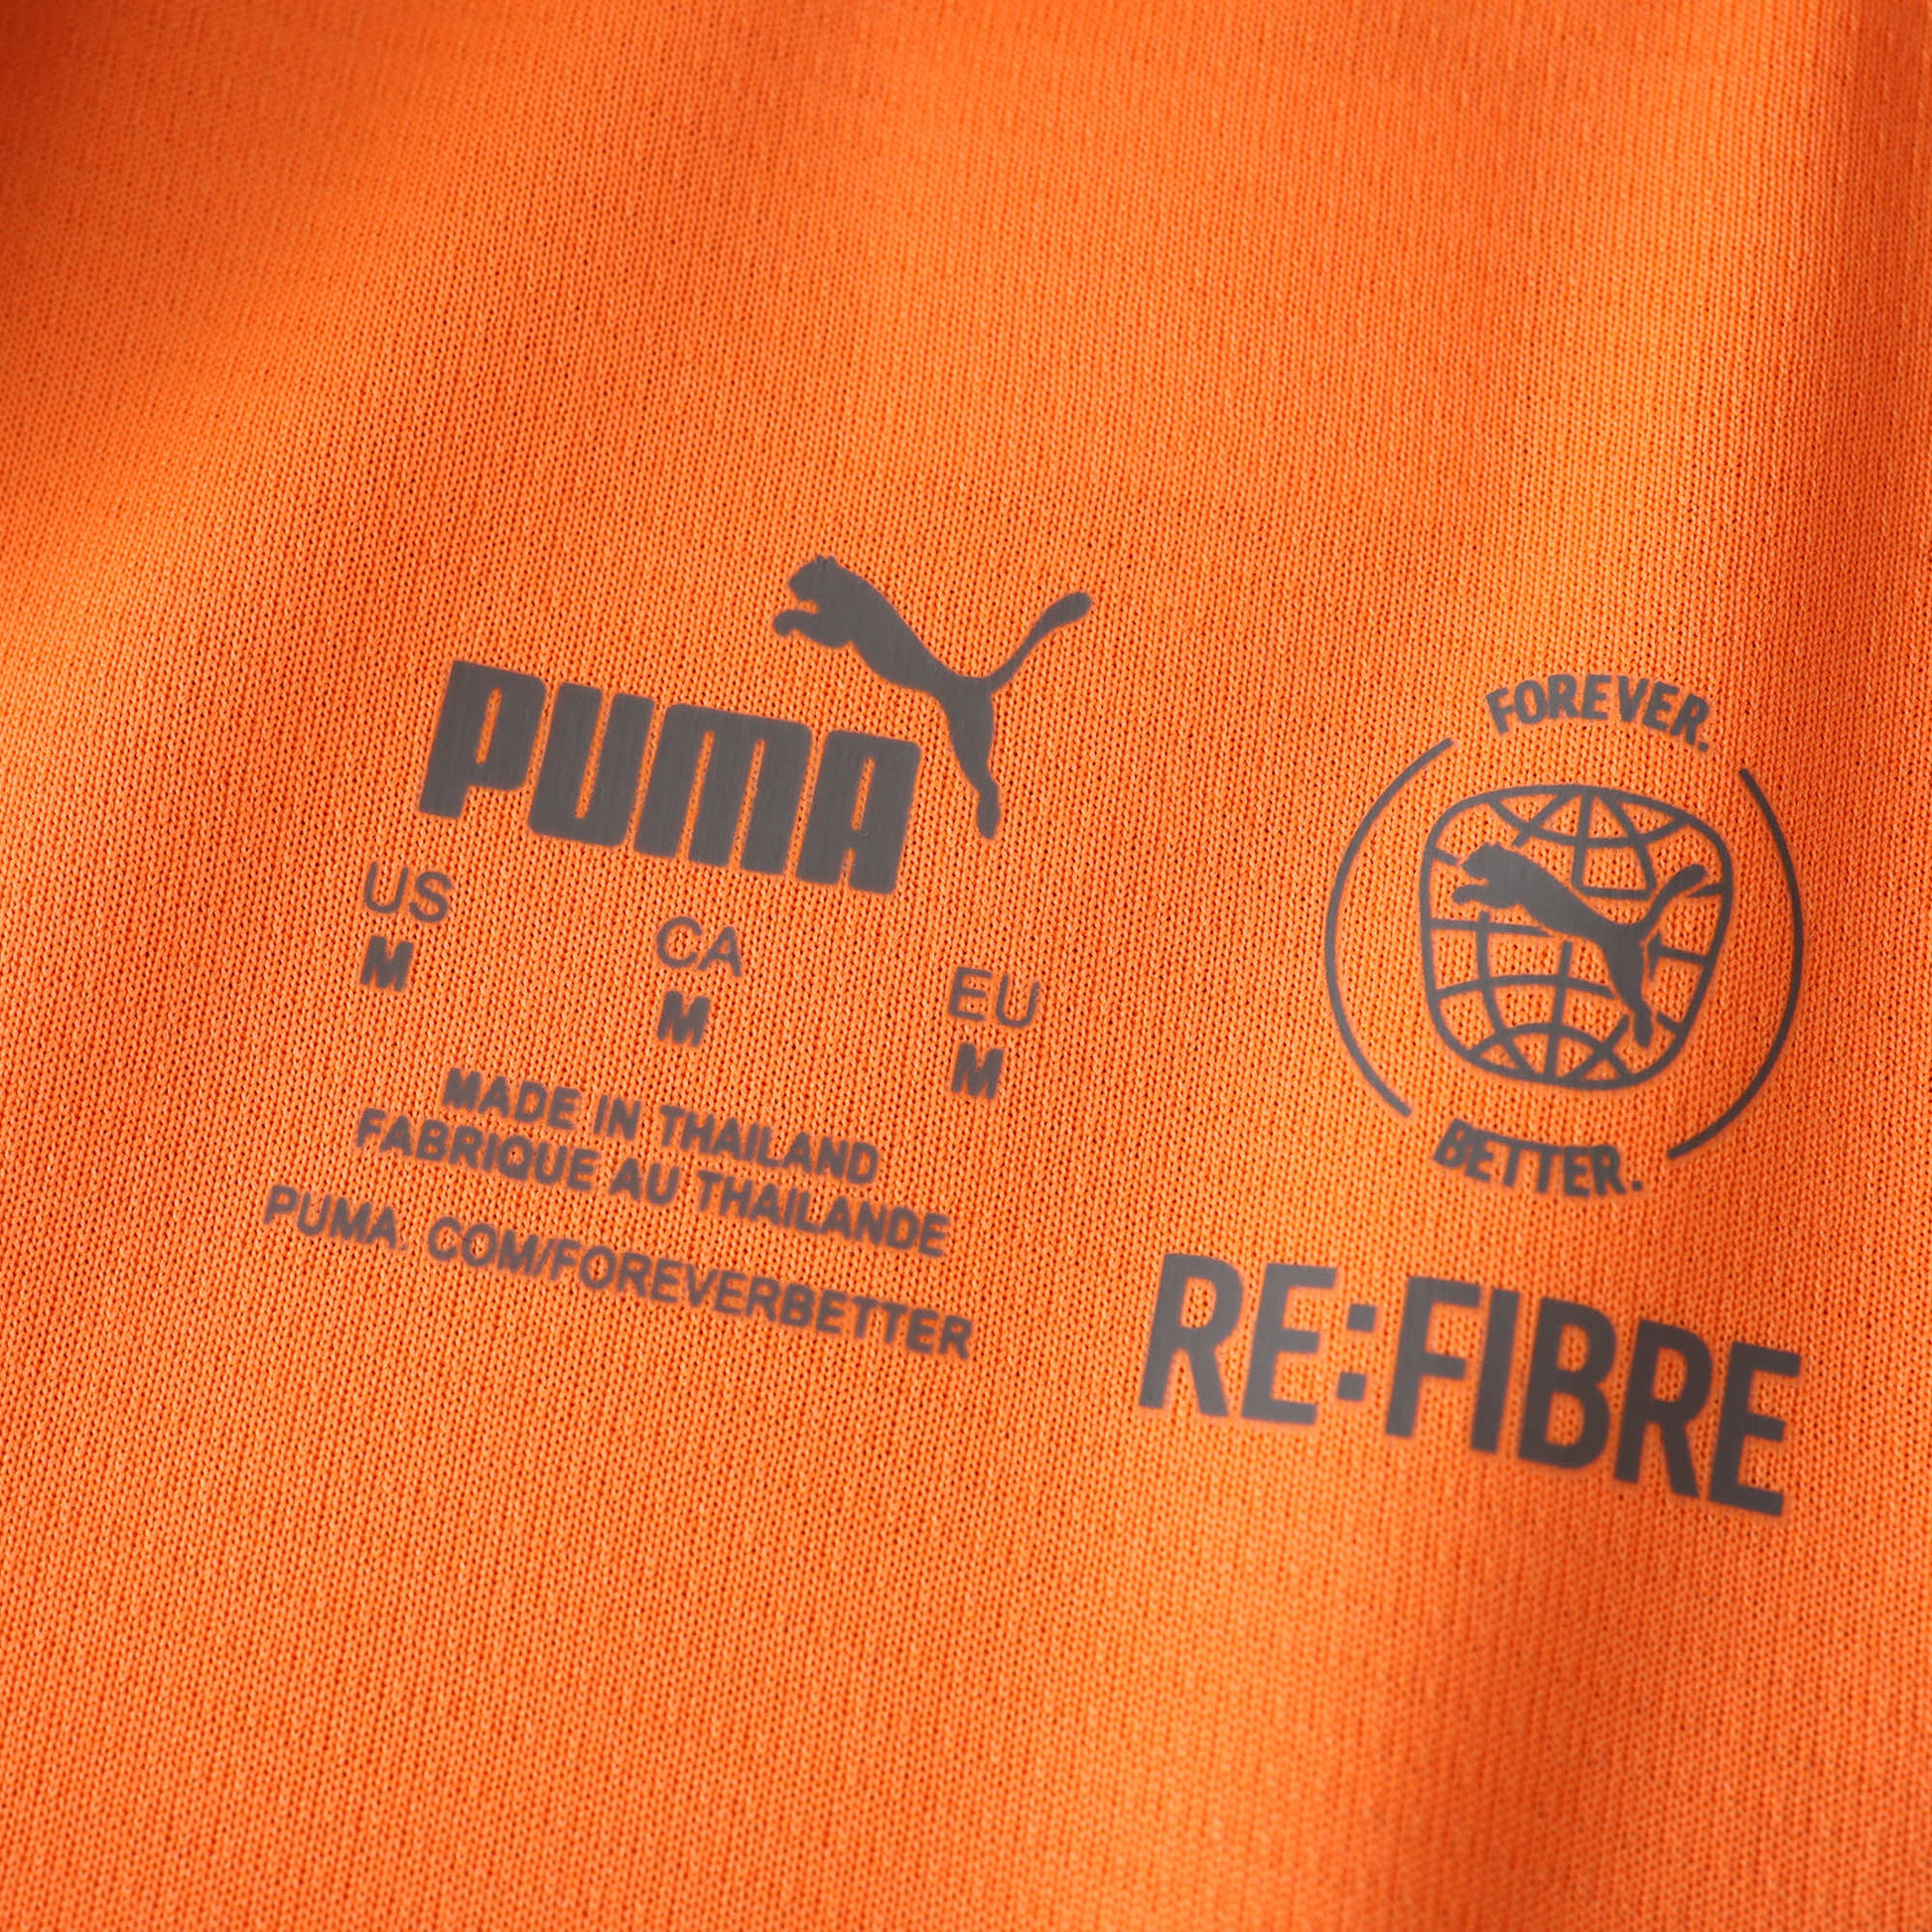 PUMA
US CA EU
M M M
MADE IN THAILAND
FABRIQUE AU THAILANDE
PUMA. COM/FOREVERBETTER
FOREVER.
BETTER.
RE:FIBRE